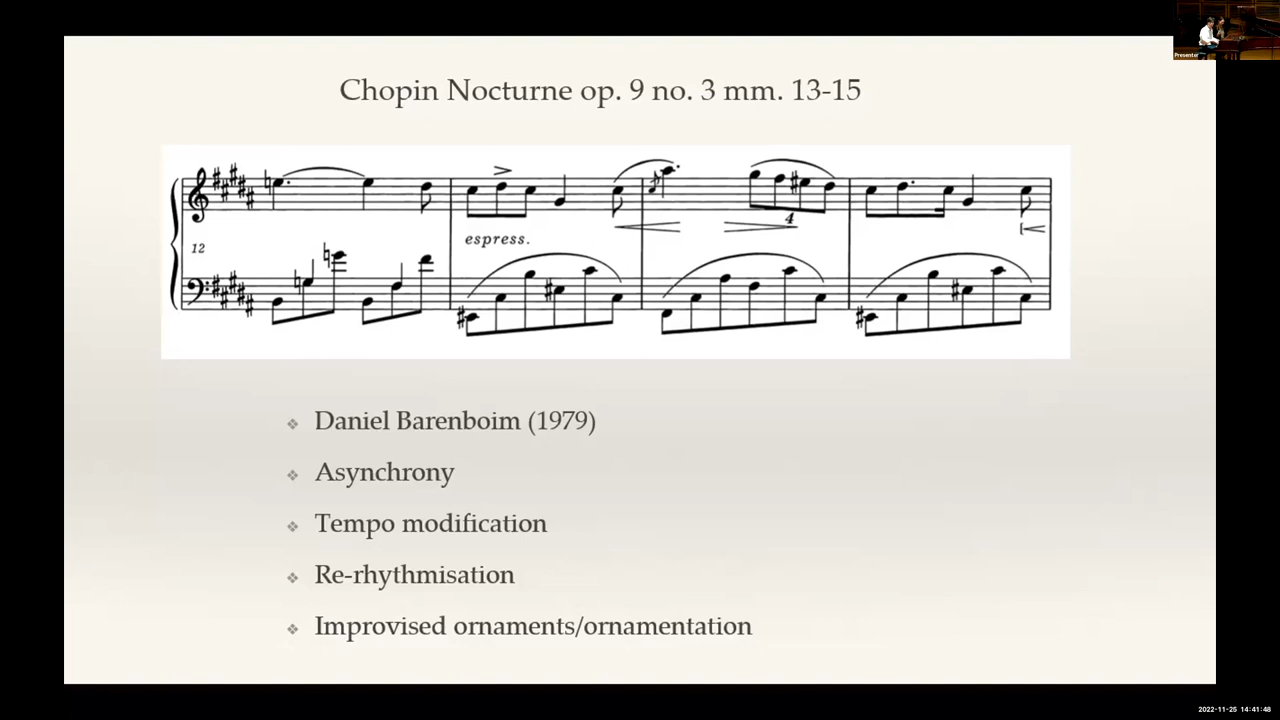 Presenter
Chopin Nocturne op. 9 no. 3 mm. 13-15
4
12
espress.
Daniel Barenboim (1979)
Asynchrony
Tempo modification
Re-rhythmisation
Improvised ornaments/ornamentation
2022-11-25 14:41:48